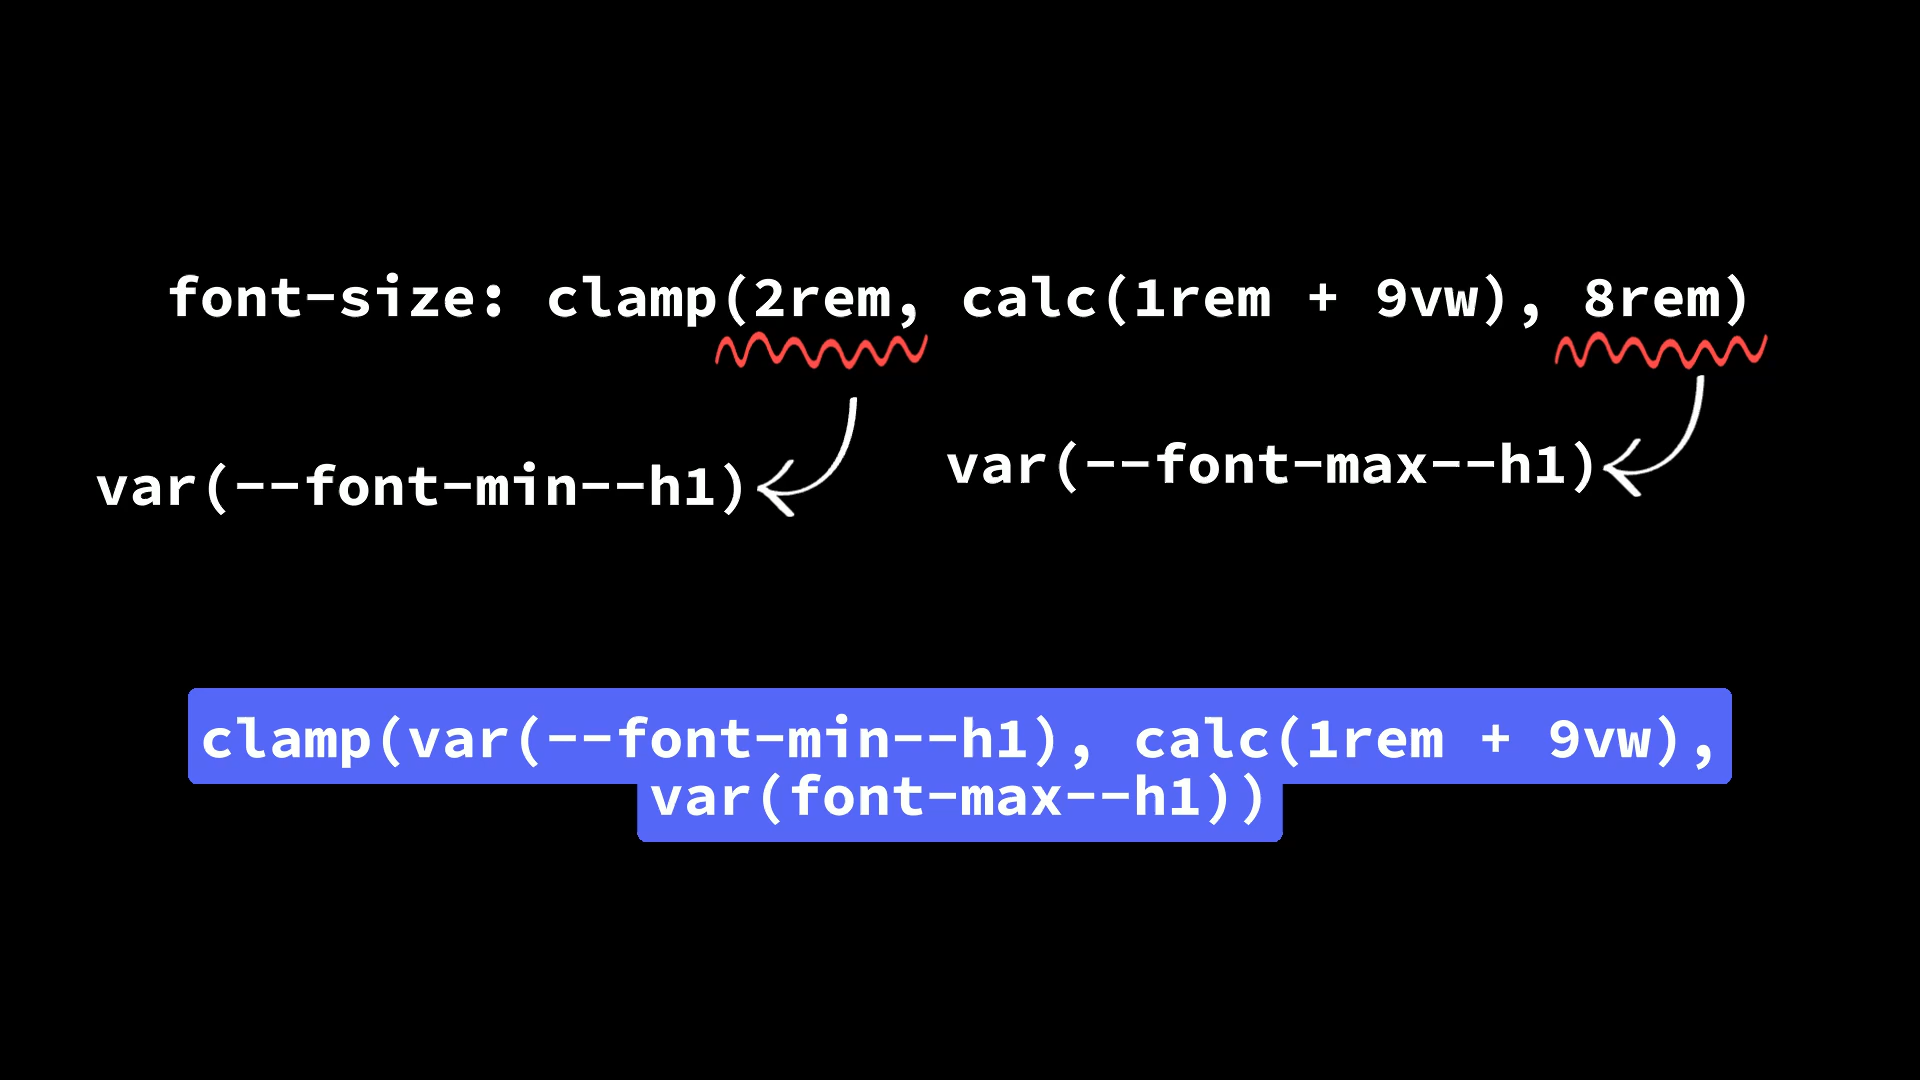 font-size: clamp(2rem, calc(1rem + 9vw), 8rem)
var(--font-min--h1)
var(--font-max--h1)
clamp(var(--font-min--h1), calc(1rem + 9vw),
var(font-max--h1))